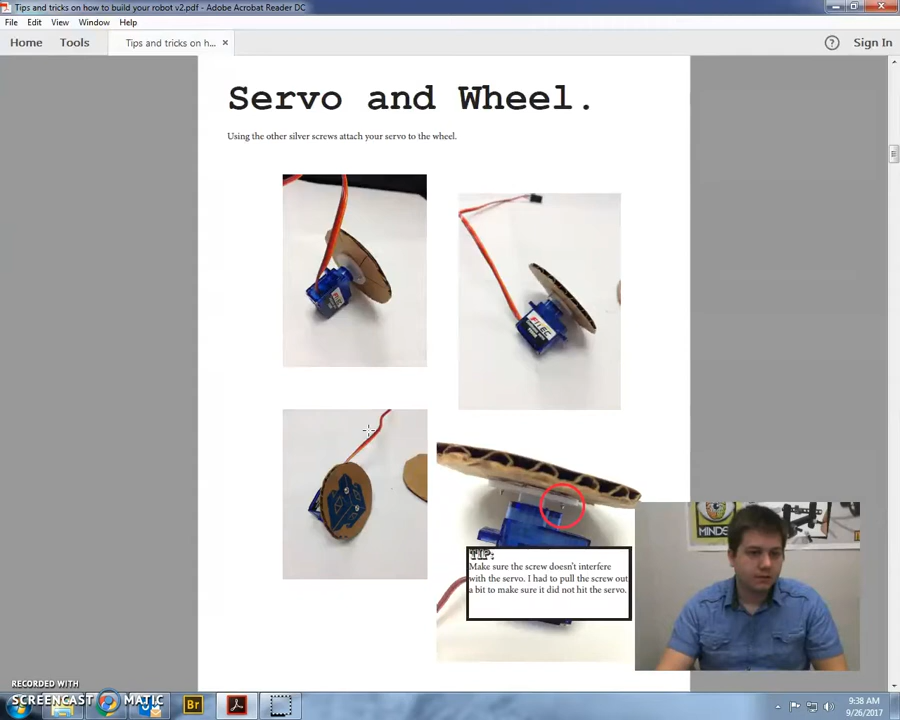 Tips and tricks on how to build your robot v2.pdf - Adobe Acrobat Reader DC
File Edit View Window Help
Home Tools Tips and tricks on h... × Sign In
Servo and Wheel.
Using the other silver screws attach your servo to the wheel.
TIP:
Make sure the screw doesn't interfere
with the servo. I had to pull the screw out
a bit to make sure it did not hit the servo.
MINDS
RECORDED WITH
SCREENCAST MATIC
Br
9:38 AM
9/26/2017